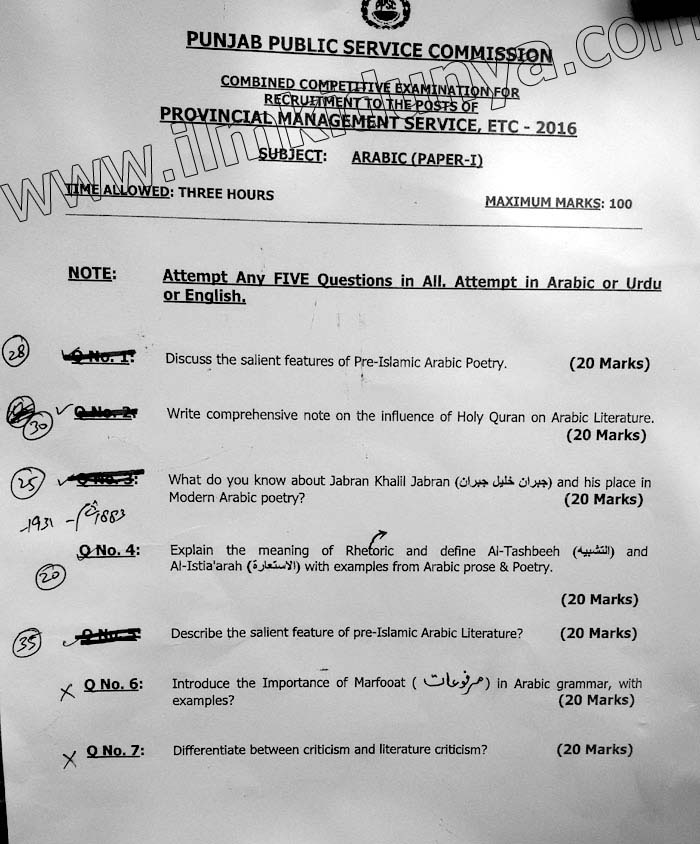 PPSC
PUNJAB PUBLIC SERVICE COMMISSION
COMBINED COMPETITIVE EXAMINATION FOR
RECRUITMENT TO THE POSTS OF
PROVINCIAL MANAGEMENT SERVICE, ETC - 2016
SUBJECT: ARABIC (PAPER-I)
www.ilmkidunya.com
TIME ALLOWED: THREE HOURS
MAXIMUM MARKS: 100
NOTE: Attempt Any FIVE Questions in All. Attempt in Arabic or Urdu
or English.
28 Q No. 1: Discuss the salient features of Pre-Islamic Arabic Poetry. (20 Marks)
30 Q No. 2: Write comprehensive note on the influence of Holy Quran on Arabic Literature.
(20 Marks)
25 Q No. 3: What do you know about Jabran Khalil Jabran (جبران خليل جبران) and his place in
Modern Arabic poetry? (20 Marks)
1931 - 1883
Q No. 4: Explain the meaning of Rhetoric and define Al-Tashbeeh (التشبيه) and
20 Al-Istia'arah (الاستعارة) with examples from Arabic prose & Poetry.
(20 Marks)
35 Q No. 5: Describe the salient feature of pre-Islamic Arabic Literature? (20 Marks)
x Q No. 6: Introduce the Importance of Marfooat ( مرفوعات ) in Arabic grammar, with
examples? (20 Marks)
x Q No. 7: Differentiate between criticism and literature criticism? (20 Marks)